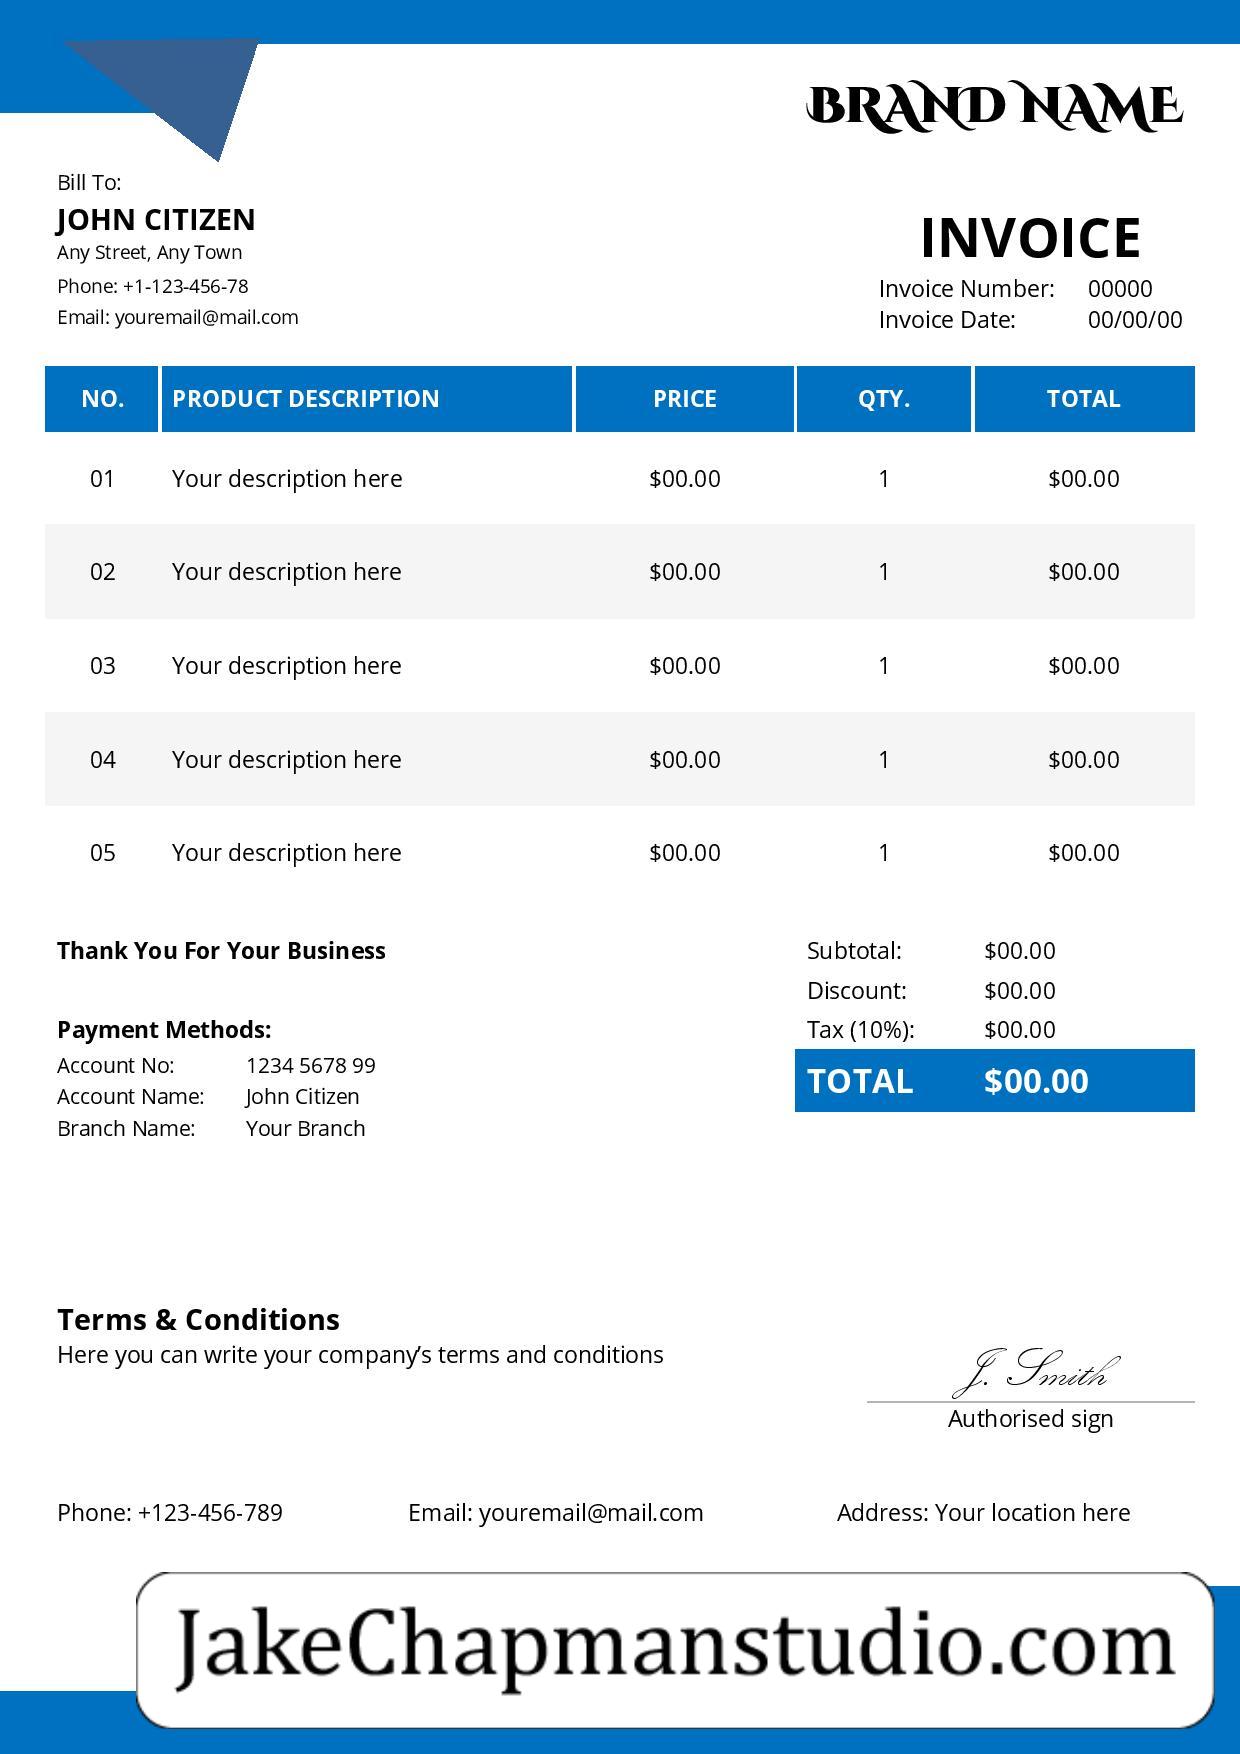 BRAND NAME
Bill To:
JOHN CITIZEN
Any Street, Any Town
Phone: +1-123-456-78
Email: youremail@mail.com
INVOICE
Invoice Number: 00000
Invoice Date: 00/00/00
NO. PRODUCT DESCRIPTION PRICE QTY. TOTAL
01 Your description here $00.00 1 $00.00
02 Your description here $00.00 1 $00.00
03 Your description here $00.00 1 $00.00
04 Your description here $00.00 1 $00.00
05 Your description here $00.00 1 $00.00
Thank You For Your Business
Payment Methods:
Account No: 1234 5678 99
Account Name: John Citizen
Branch Name: Your Branch
Subtotal: $00.00
Discount: $00.00
Tax (10%): $00.00
TOTAL $00.00
Terms & Conditions
Here you can write your company’s terms and conditions
J. Smith
Authorised sign
Phone: +123-456-789 Email: youremail@mail.com Address: Your location here
JakeChapmanstudio.com